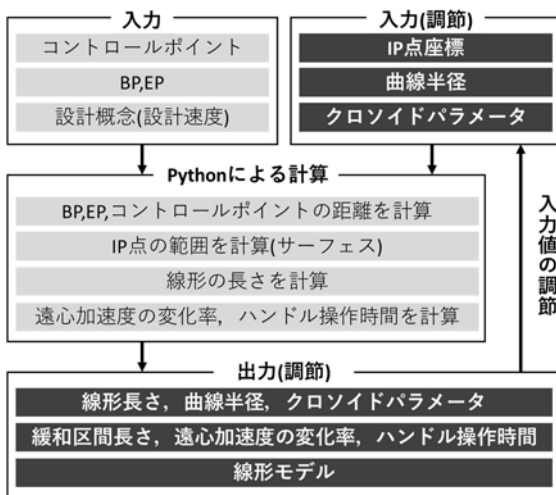 入力
コントロールポイント
BP,EP
設計概念(設計速度)
入力(調節)
IP点座標
曲線半径
クロソイドパラメータ
Pythonによる計算
BP,EP,コントロールポイントの距離を計算
IP点の範囲を計算(サーフェス)
線形の長さを計算
遠心加速度の変化率，ハンドル操作時間を計算
入力値の調節
出力(調節)
線形長さ，曲線半径，クロソイドパラメータ
緩和区間長さ，遠心加速度の変化率，ハンドル操作時間
線形モデル